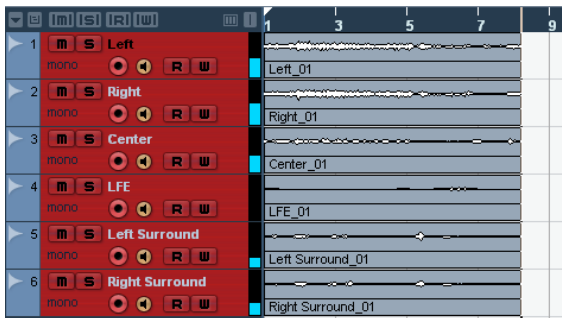 M S R W 1 3 5 7 9
1 m S Left
mono R W Left_01
2 m S Right
mono R W Right_01
3 m S Center
mono R W Center_01
4 m S LFE
mono R W LFE_01
5 m S Left Surround
mono R W Left Surround_01
6 m S Right Surround
mono R W Right Surround_01